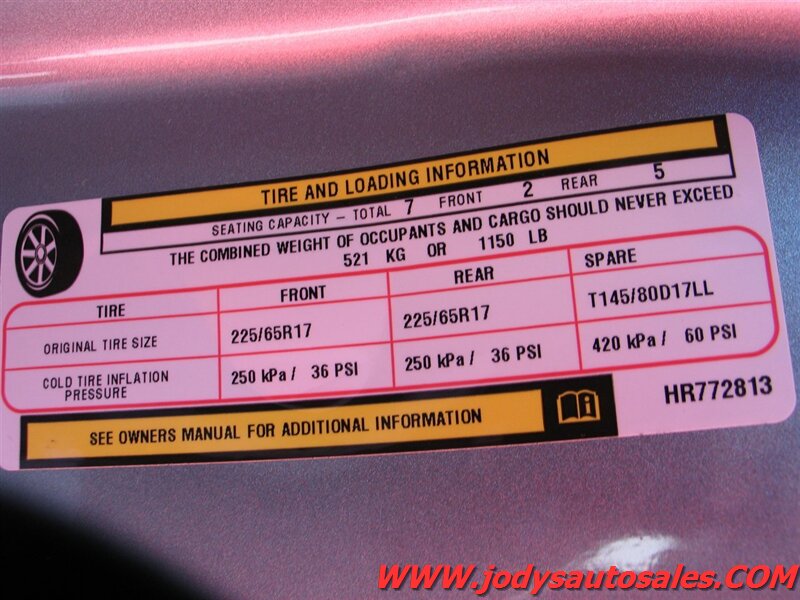 TIRE AND LOADING INFORMATION
SEATING CAPACITY – TOTAL 7 FRONT 2 REAR 5
THE COMBINED WEIGHT OF OCCUPANTS AND CARGO SHOULD NEVER EXCEED
521 KG OR 1150 LB
TIRE FRONT REAR SPARE
ORIGINAL TIRE SIZE 225/65R17 225/65R17 T145/80D17LL
COLD TIRE INFLATION
PRESSURE 250 kPa / 36 PSI 250 kPa / 36 PSI 420 kPa / 60 PSI
SEE OWNERS MANUAL FOR ADDITIONAL INFORMATION
HR772813
WWW.jodysautosales.COM